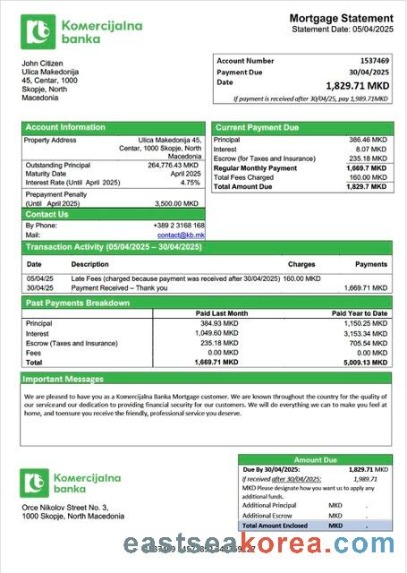 Komercijalna
banka
Mortgage Statement
Statement Date: 05/04/2025
John Citizen
Ulica Makedonija
45, Centar, 1000
Skopje, North
Macedonia
Account Number 1537469
Payment Due 30/04/2025
Date
1,829.71 MKD
If payment is received after 30/04/25, pay 1,989.71MKD
Account Information
Property Address Ulica Makedonija 45,
Centar, 1000 Skopje, North
Macedonia
Outstanding Principal 264,776.43 MKD
Maturity Date April 2025
Interest Rate (Until April 2025) 4.75%
Prepayment Penalty
(Until April 2025) 3,500.00 MKD
Contact Us
By Phone: +389 2 3168 168
Mail: contact@kb.mk
Current Payment Due
Principal 386.46 MKD
Interest 8.07 MKD
Escrow (for Taxes and Insurance) 235.18 MKD
Regular Monthly Payment 1,669.7 MKD
Total Fees Charged 160.00 MKD
Total Amount Due 1,829.7 MKD
Transaction Activity (05/04/2025 – 30/04/2025)
Date Description Charges Payments
05/04/25 Late Fees (charged because payment was received after 30/04/2025) 160.00 MKD
30/04/25 Payment Received – Thank you 1,669.71 MKD
Past Payments Breakdown
Paid Last Month Paid Year to Date
Principal 384.93 MKD 1,150.25 MKD
Interest 1,049.60 MKD 3,153.34 MKD
Escrow (Taxes and Insurance) 235.18 MKD 705.54 MKD
Fees 0.00 MKD 0.00 MKD
Total 1,669.71 MKD 5,009.13 MKD
Important Messages
We are pleased to have you as a Komercijalna Banka Mortgage customer. We are known throughout the country for the quality of
our serviceand our dedication to providing financial security for our customers. We will do everything we can to make you feel at
home, and toensure you receive the friendly, professional service you deserve.
Komercijalna
banka
Orce Nikolov Street No. 3,
1000 Skopje, North Macedonia
Amount Due
Due By 30/04/2025: 1,829.71 MKD
If received after 30/04/2025: 1,989.71
MKD Please designate how you want us to apply any
additional funds.
Additional Principal MKD .
Additional Escrow MKD .
Total Amount Enclosed MKD .
eastseakorea.com